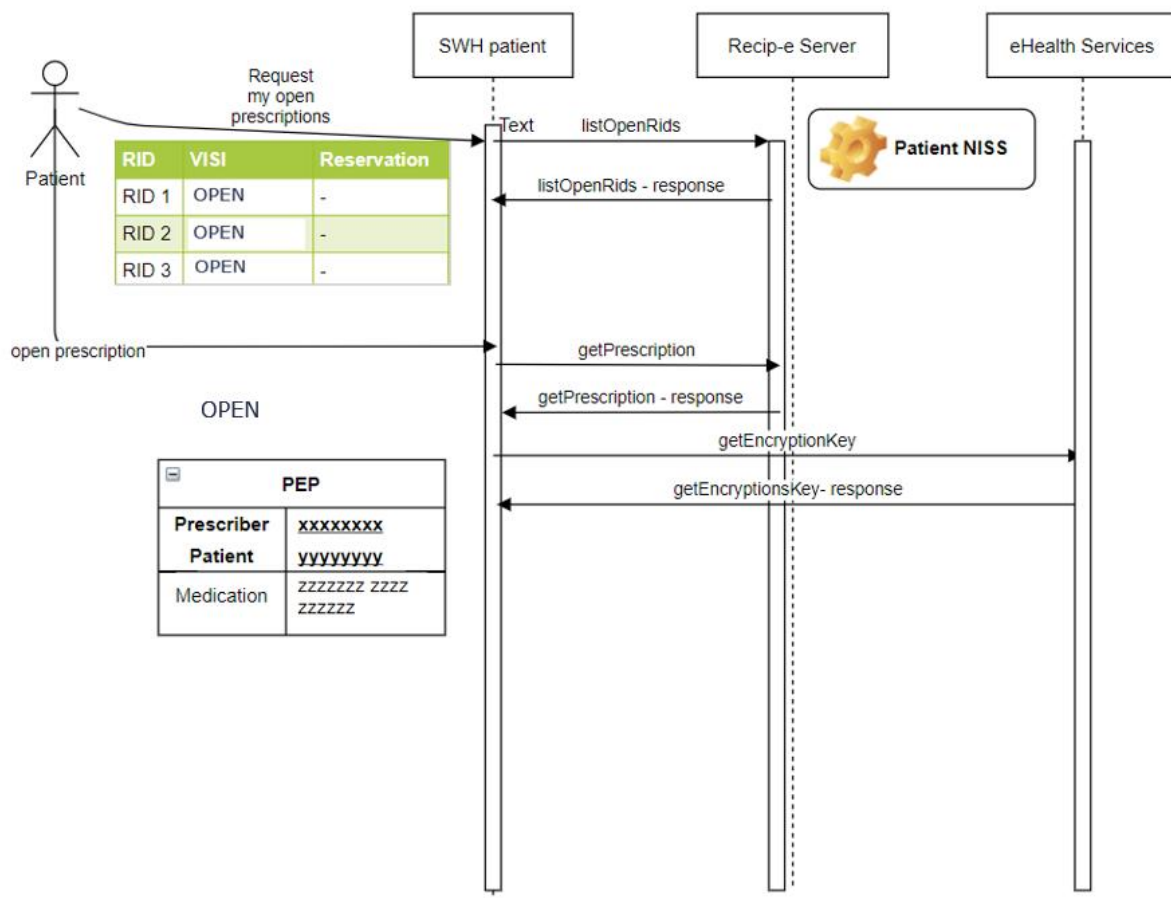 SWH patient
Recip-e Server
eHealth Services
Request
my open
prescriptions
Patient
Text
listOpenRids
Patient NISS
RID VISI Reservation
RID 1 OPEN -
RID 2 OPEN -
RID 3 OPEN -
listOpenRids - response
open prescription
getPrescription
getPrescription - response
OPEN
getEncryptionKey
getEncryptionsKey- response
PEP
Prescriber xxxxxxxx
Patient yyyyyyyy
Medication zzzzzzz zzzz
zzzzzz